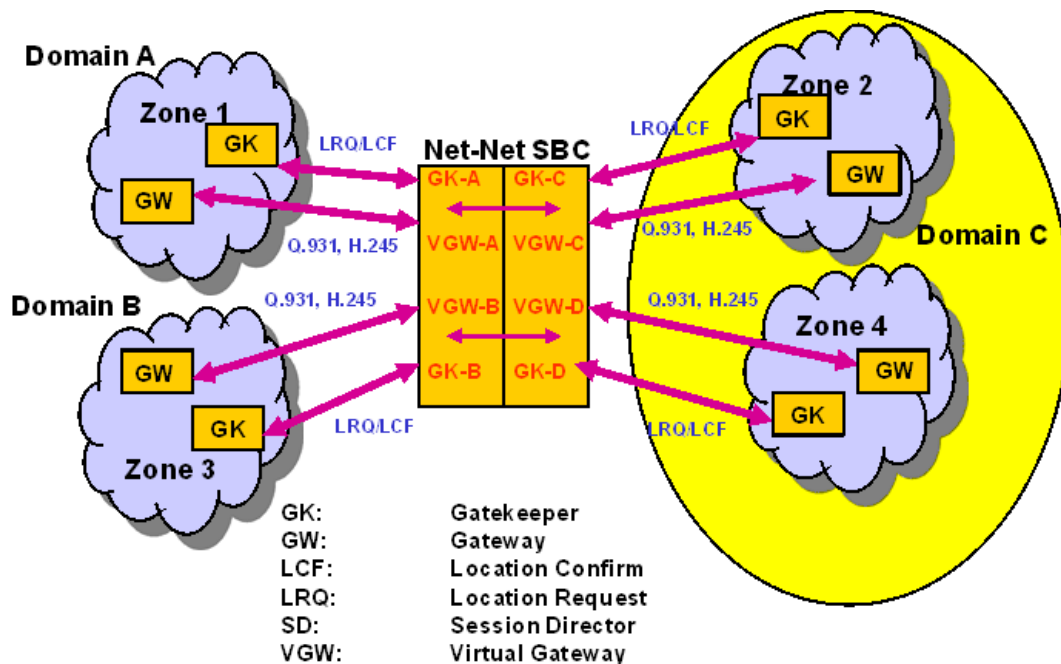 Domain A
Zone 1
GK
GW
LRQ/LCF
Q.931, H.245
Domain B
Q.931, H.245
GW
GK
Zone 3
LRQ/LCF
Net-Net SBC
GK-A GK-C
VGW-A VGW-C
VGW-B VGW-D
GK-B GK-D
LRQ/LCF
Zone 2
GK
GW
Q.931, H.245
Domain C
Q.931, H.245
Zone 4
GW
GK
LRQ/LCF
GK: Gatekeeper
GW: Gateway
LCF: Location Confirm
LRQ: Location Request
SD: Session Director
VGW: Virtual Gateway